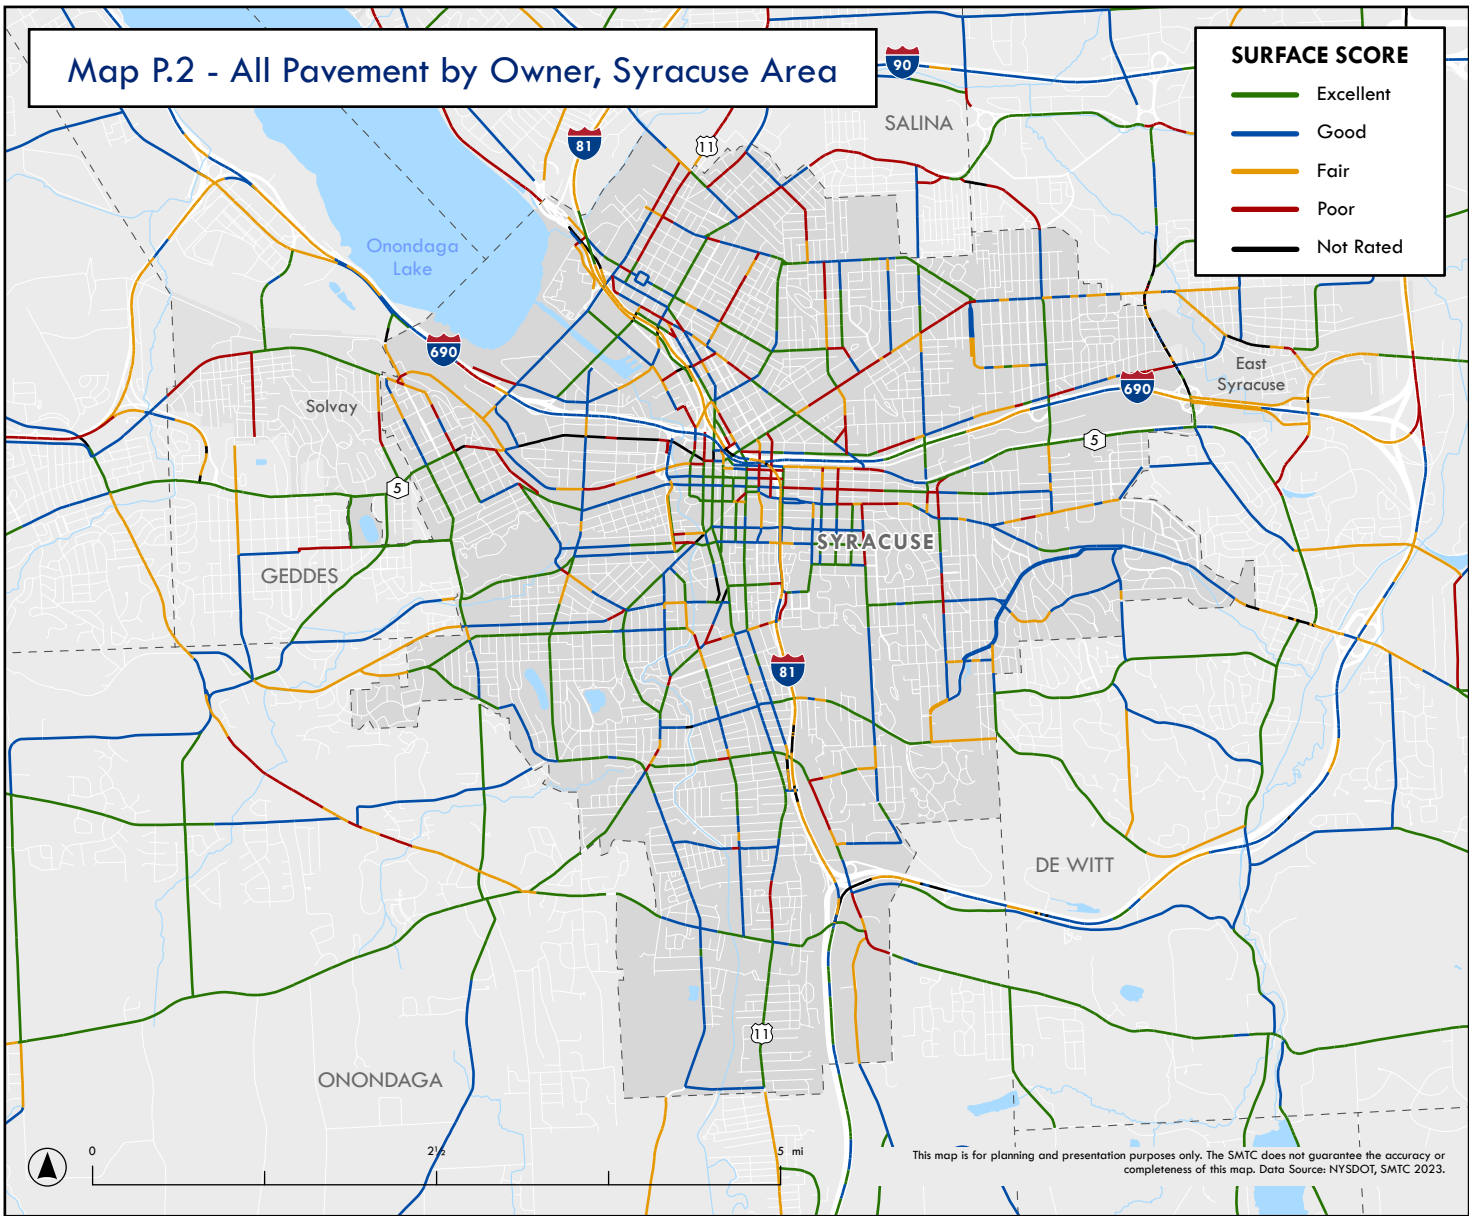 Map P.2 - All Pavement by Owner, Syracuse Area
SURFACE SCORE
Excellent
Good
Fair
Poor
Not Rated
90
SALINA
81
11
Onondaga
Lake
690
East
Syracuse
690
Solvay
5
5
SYRACUSE
GEDDES
81
DE WITT
11
ONONDAGA
0
2½
5 mi
This map is for planning and presentation purposes only. The SMTC does not guarantee the accuracy or
completeness of this map. Data Source: NYSDOT, SMTC 2023.